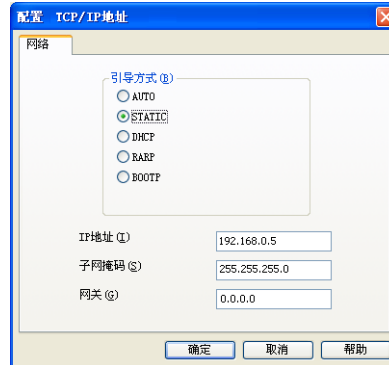 配置 TCP/IP地址
网络
引导方式(B)
AUTO
STATIC
DHCP
RARP
BOOTP
IP地址(I) 192.168.0.5
子网掩码(S) 255.255.255.0
网关(G) 0.0.0.0
确定 取消 帮助